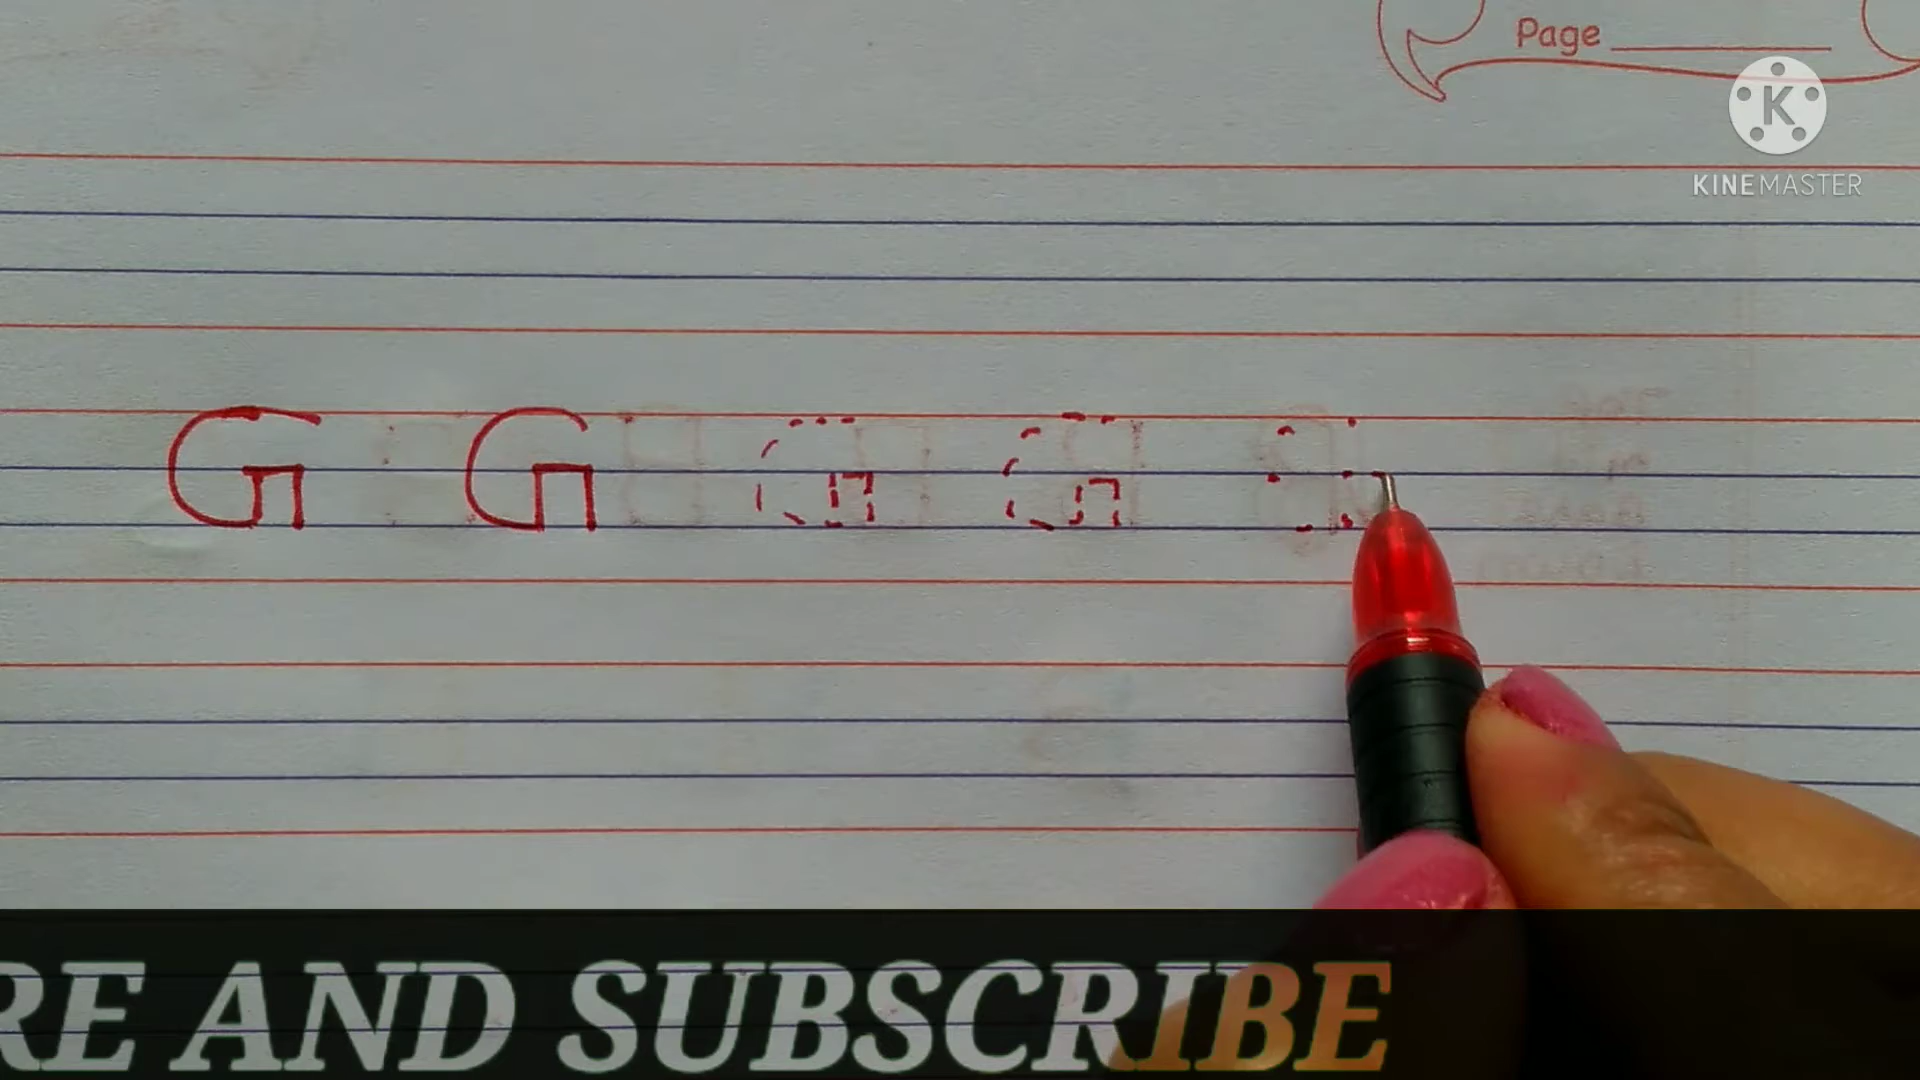 Page
KINEMASTER
G G G G
RE AND SUBSCRIBE